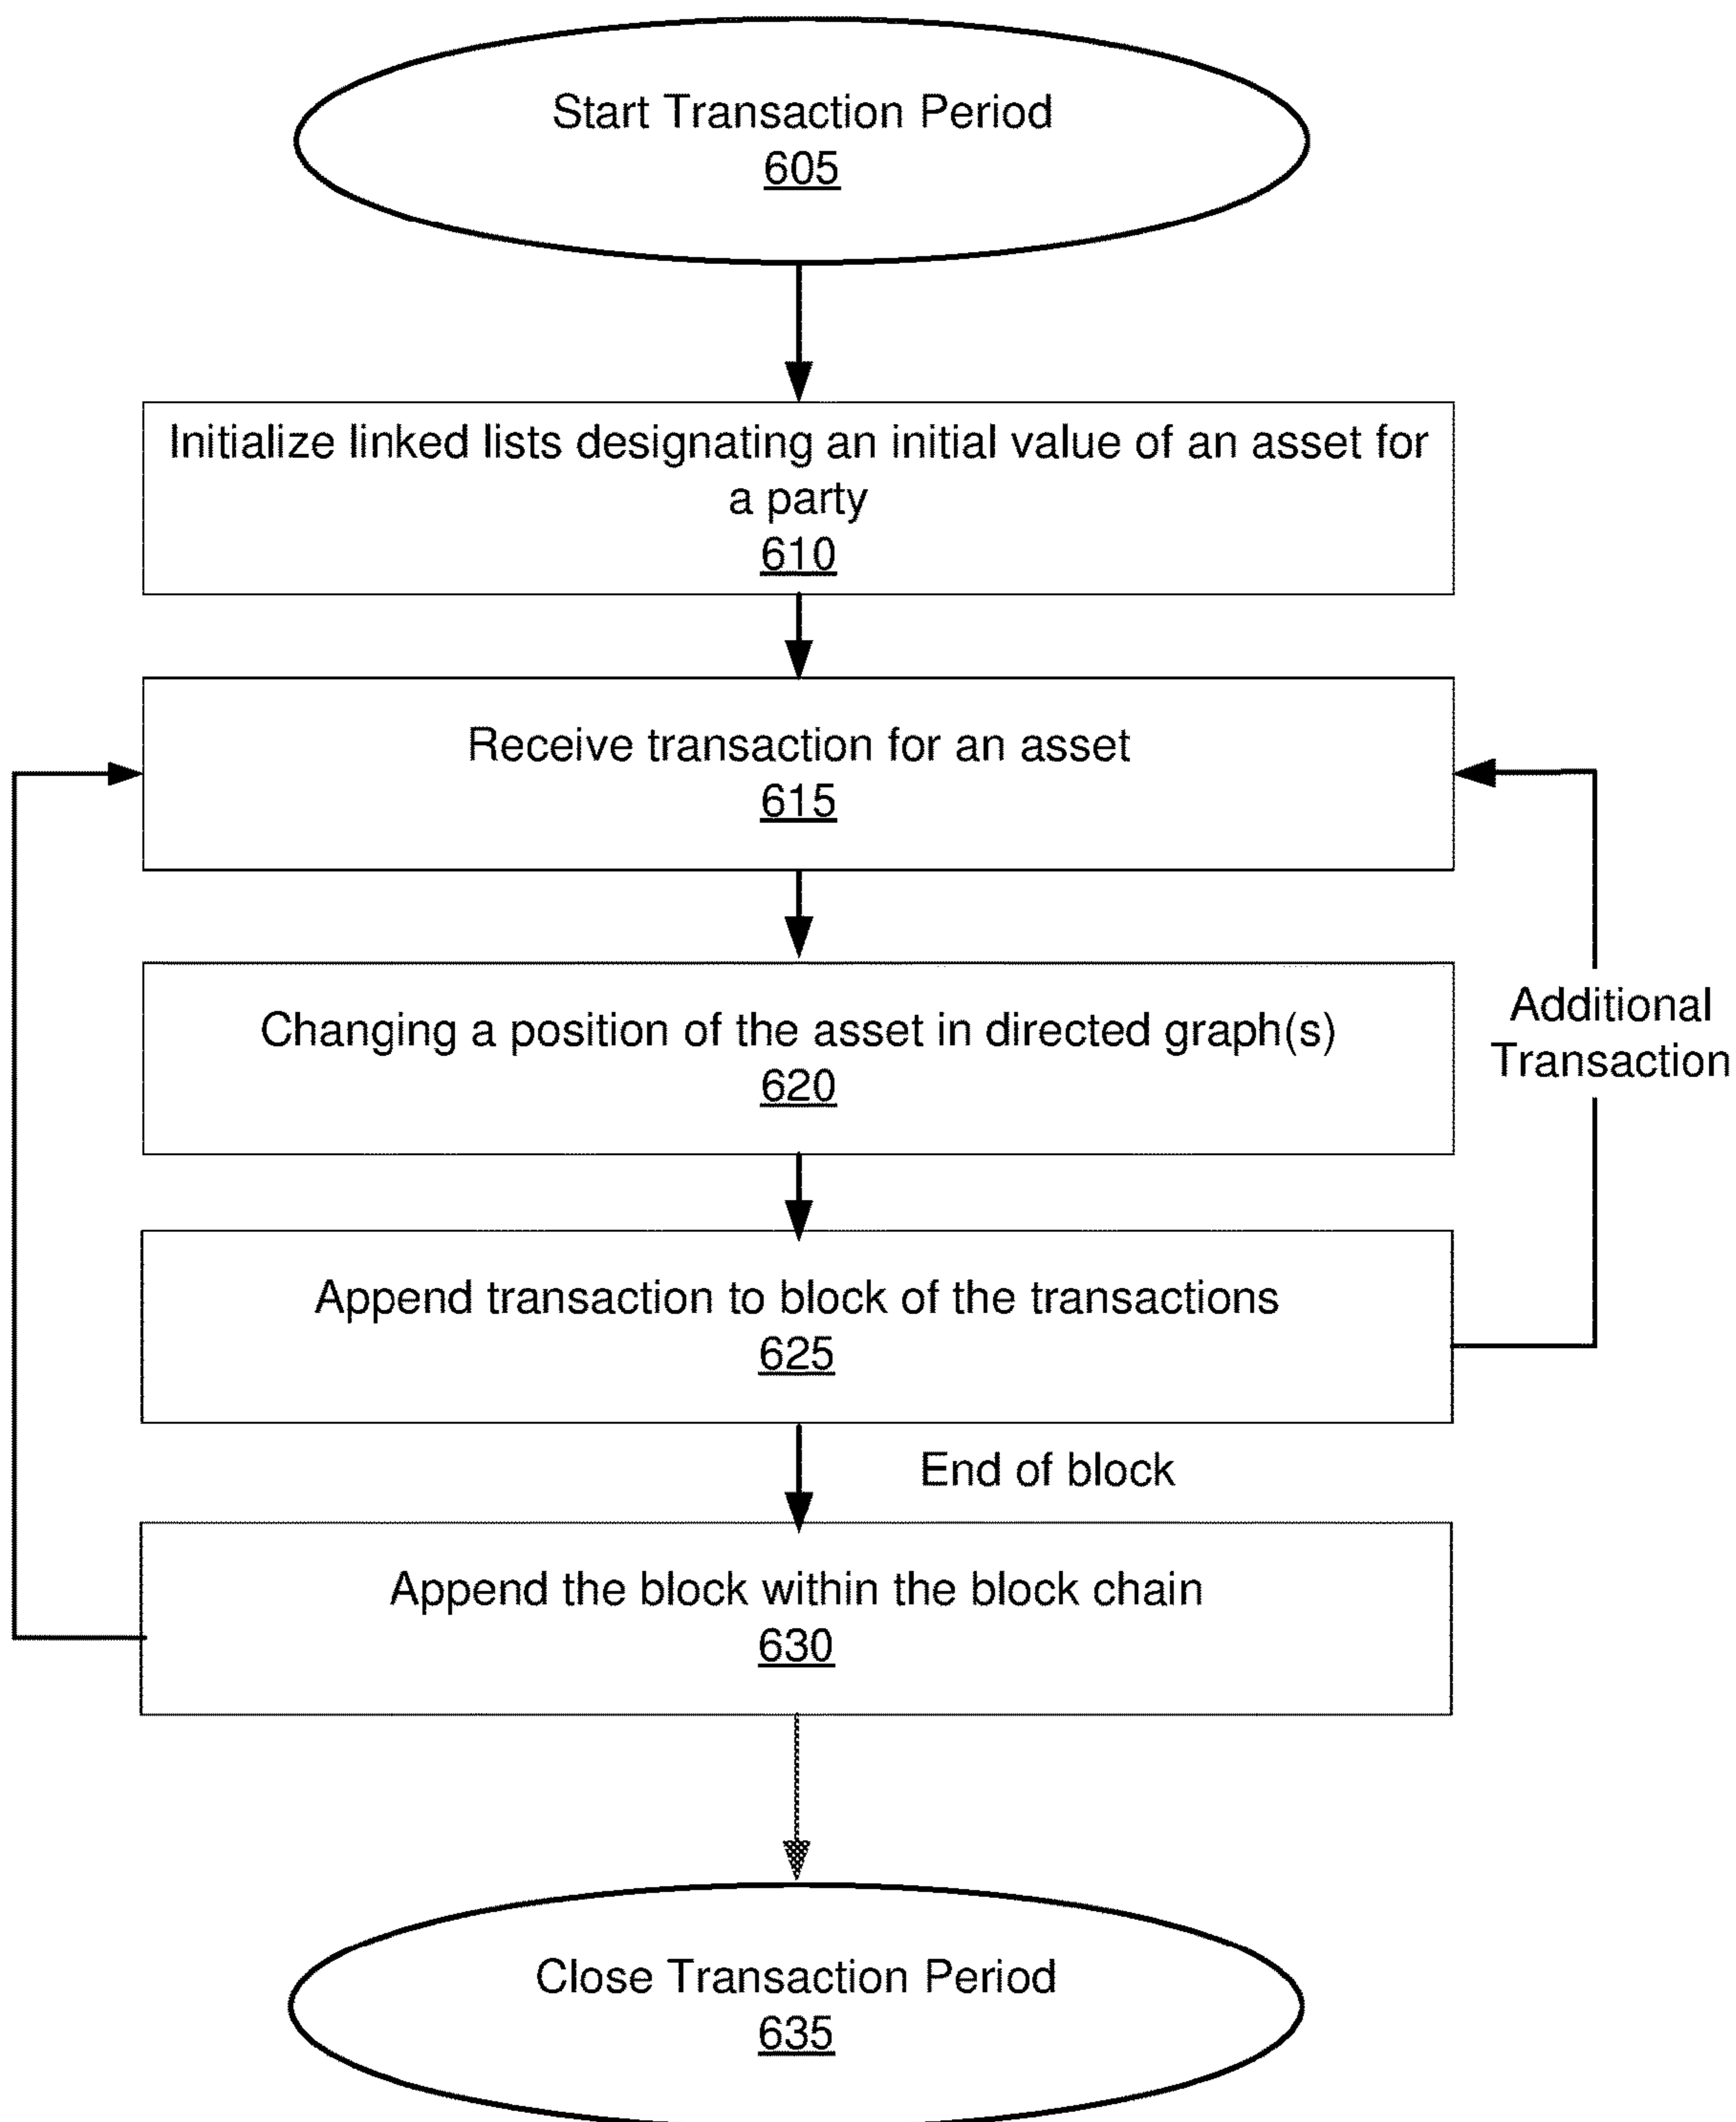 Start Transaction Period
605
Initialize linked lists designating an initial value of an asset for
a party
610
Receive transaction for an asset
615
Changing a position of the asset in directed graph(s)
620
Additional
Transaction
Append transaction to block of the transactions
625
End of block
Append the block within the block chain
630
Close Transaction Period
635